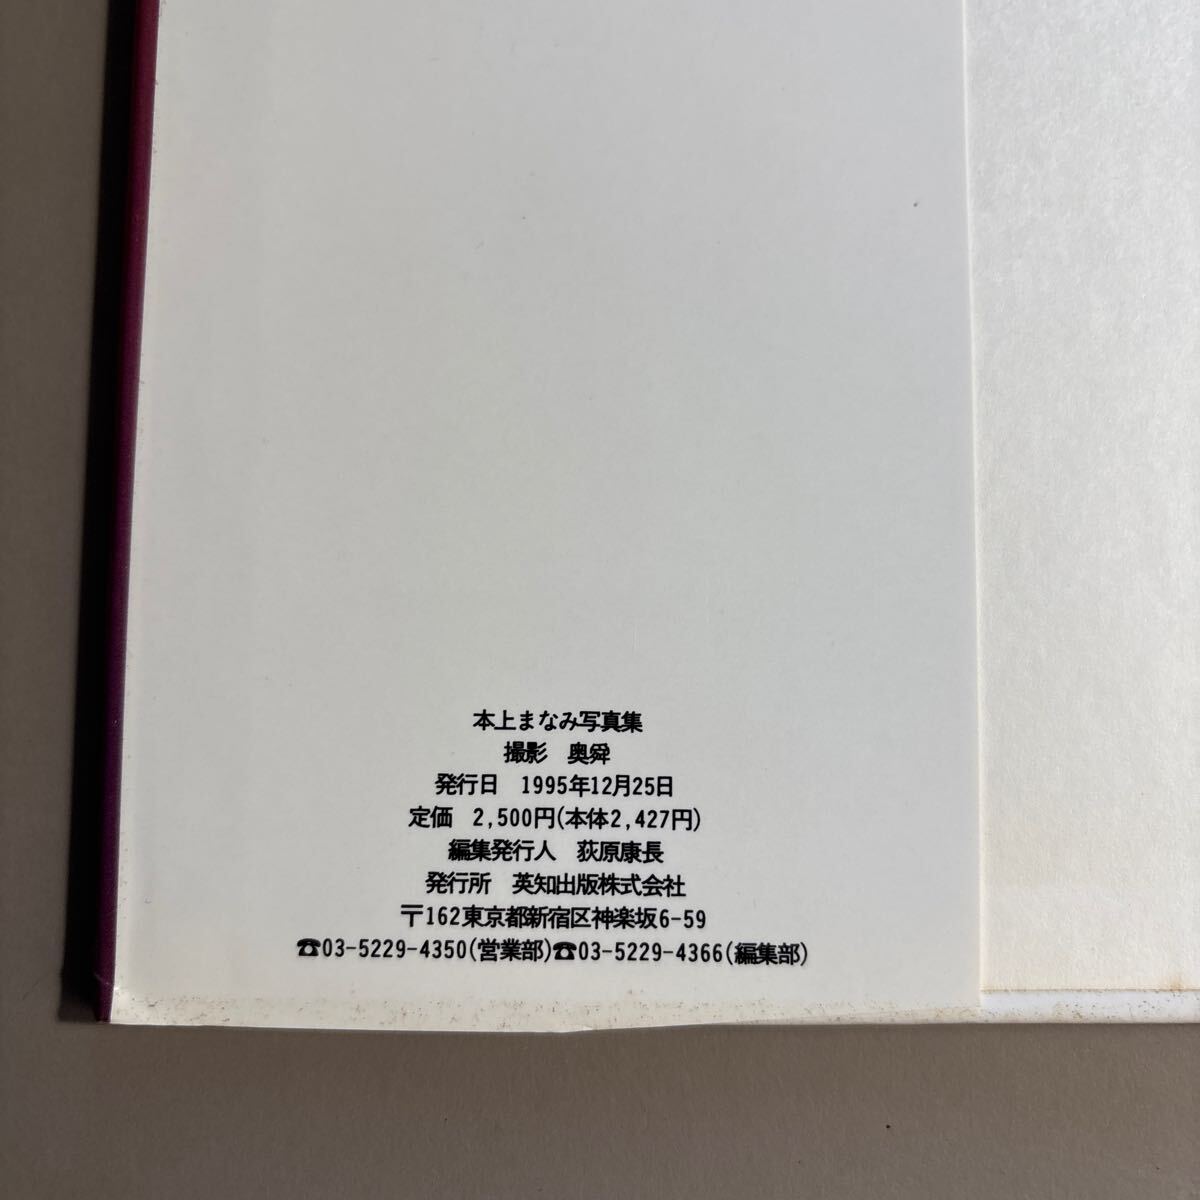 本上まなみ写真集
撮影　奥舜
発行日　1995年12月25日
定価　2,500円(本体2,427円)
編集発行人　荻原康長
発行所　英知出版株式会社
〒162東京都新宿区神楽坂6-59
☎03-5229-4350(営業部)☎03-5229-4366(編集部)